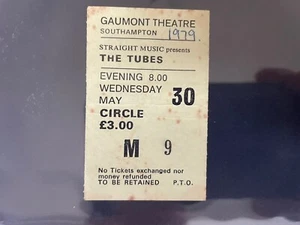 GAUMONT THEATRE
SOUTHAMPTON 1979.
STRAIGHT MUSIC presents
THE TUBES
EVENING 8.00
WEDNESDAY
MAY 30
CIRCLE
£3.00
M 9
No Tickets exchanged nor
money refunded
TO BE RETAINED P.T.O.